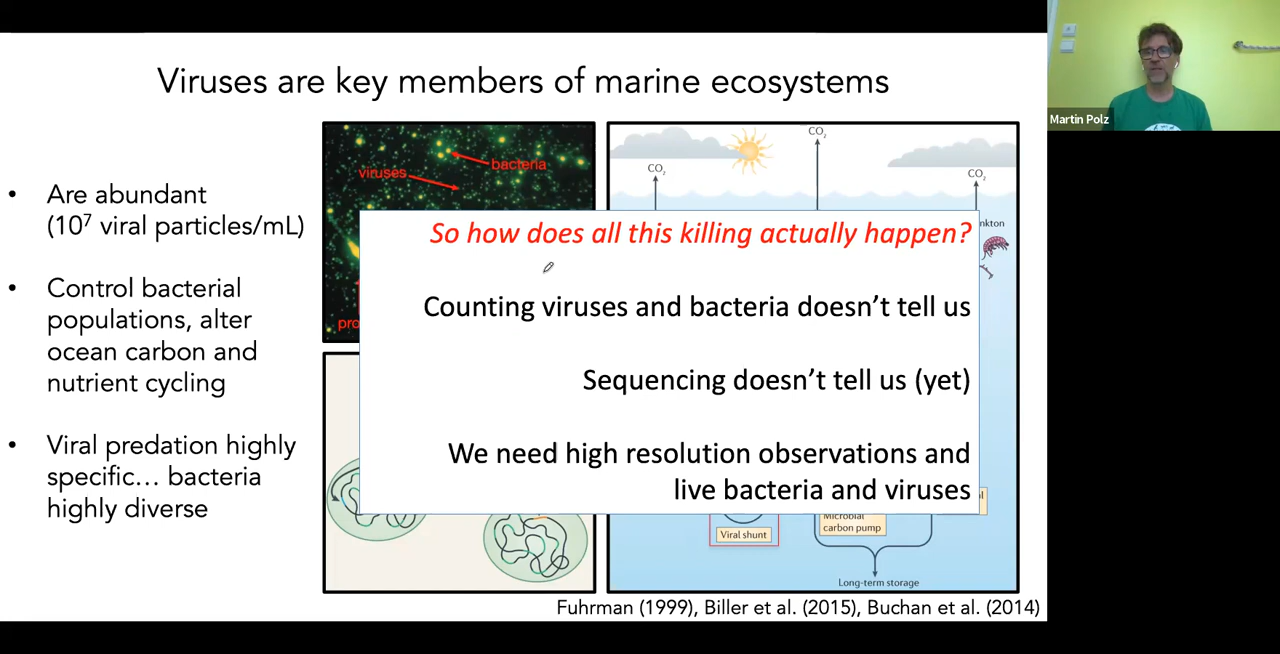 Viruses are key members of marine ecosystems
Martin Polz
• Are abundant
(10⁷ viral particles/mL)
• Control bacterial
populations, alter
ocean carbon and
nutrient cycling
• Viral predation highly
specific... bacteria
highly diverse
bacteria
viruses
CO₂
CO₂
CO₂
So how does all this killing actually happen?
Counting viruses and bacteria doesn't tell us
Sequencing doesn't tell us (yet)
We need high resolution observations and
live bacteria and viruses
Viral shunt
Microbial
carbon pump
Long-term storage
Fuhrman (1999), Biller et al. (2015), Buchan et al. (2014)